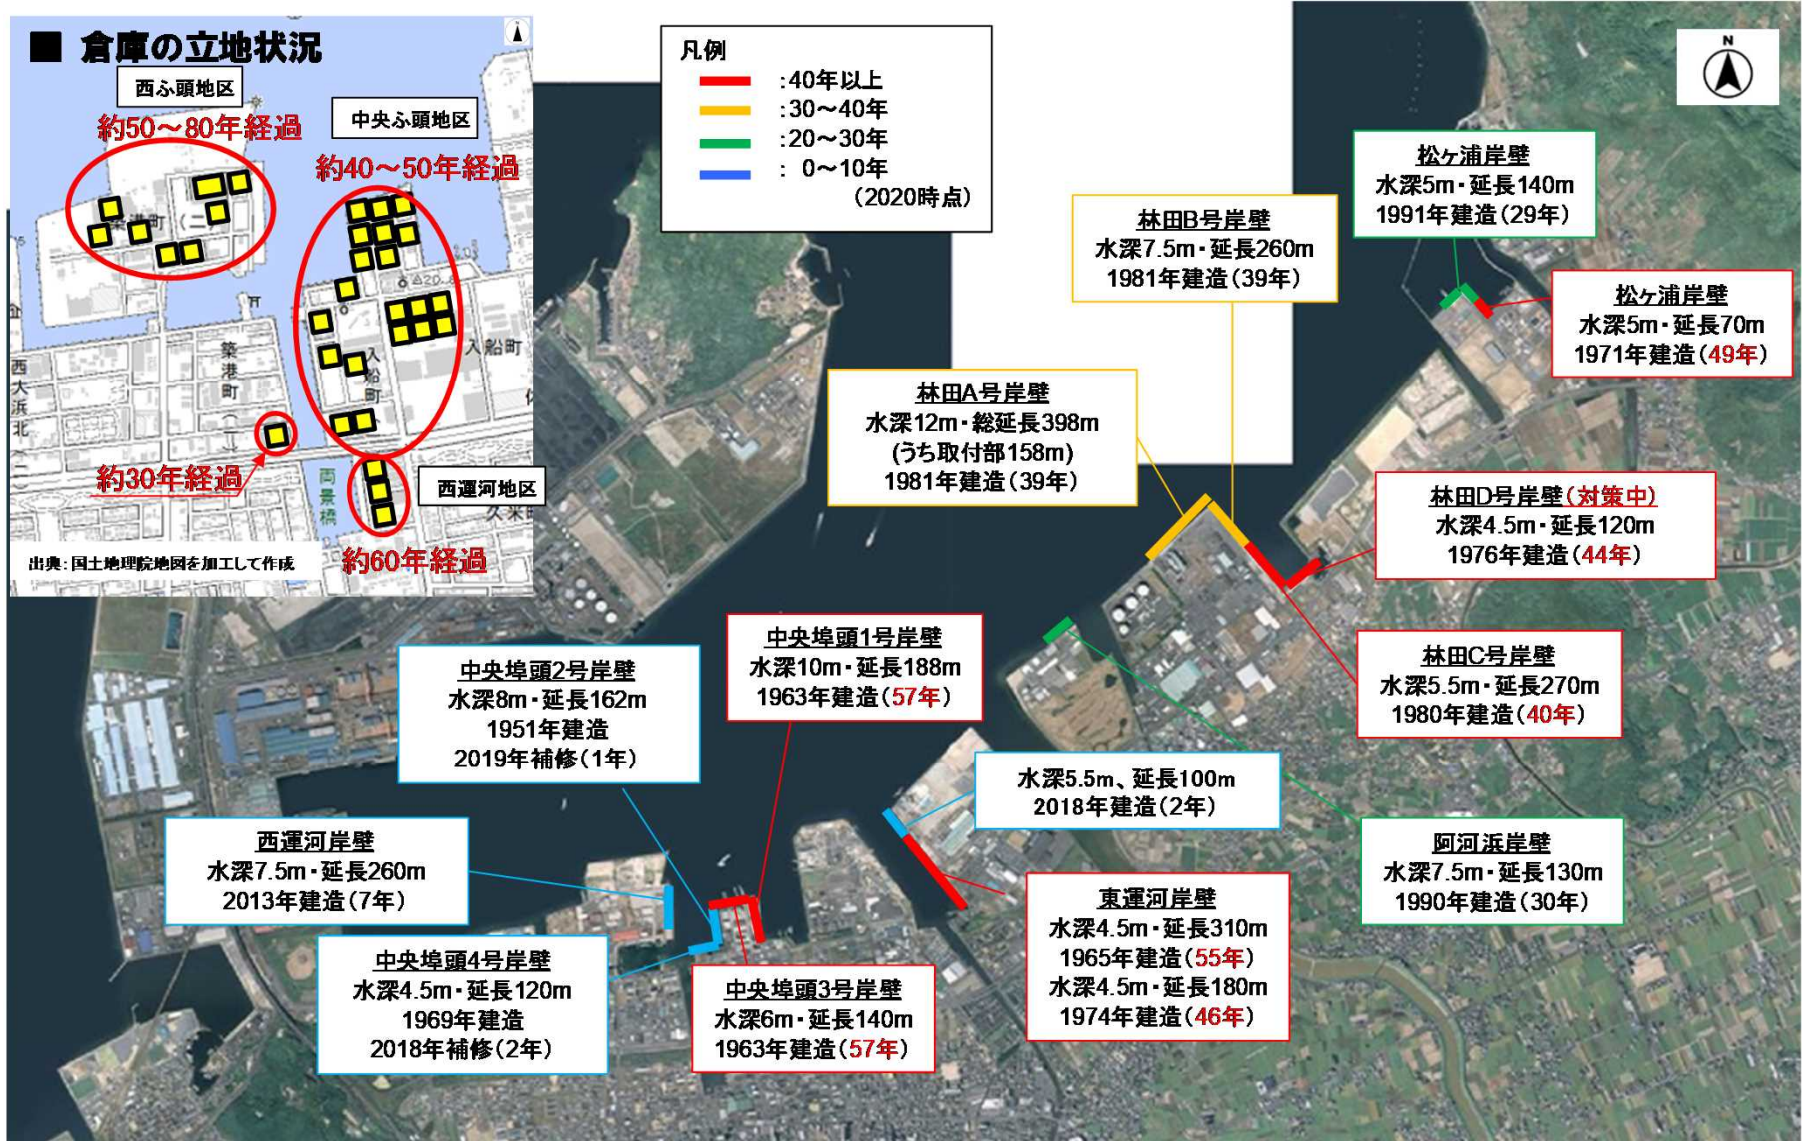 ■ 倉庫の立地状況
N
西ふ頭地区
約50～80年経過
中央ふ頭地区
約40～50年経過
築港町(二
△20.
入船町
入船町
築港町(一)
西大浜北(二
約30年経過
両景橋
西運河地区
久米町
約60年経過
出典：国土地理院地図を加工して作成
凡例
：40年以上
：30～40年
：20～30年
： 0～10年
（2020時点）
N
松ヶ浦岸壁
水深5m・延長140m
1991年建造（29年）
林田B号岸壁
水深7.5m・延長260m
1981年建造（39年）
松ヶ浦岸壁
水深5m・延長70m
1971年建造（49年）
林田A号岸壁
水深12m・総延長398m
(うち取付部158m)
1981年建造（39年）
林田D号岸壁（対策中）
水深4.5m・延長120m
1976年建造（44年）
中央埠頭1号岸壁
水深10m・延長188m
1963年建造（57年）
林田C号岸壁
水深5.5m・延長270m
1980年建造（40年）
中央埠頭2号岸壁
水深8m・延長162m
1951年建造
2019年補修（1年）
水深5.5m、延長100m
2018年建造（2年）
西運河岸壁
水深7.5m・延長260m
2013年建造（7年）
阿河浜岸壁
水深7.5m・延長130m
1990年建造（30年）
東運河岸壁
水深4.5m・延長310m
1965年建造（55年）
水深4.5m・延長180m
1974年建造（46年）
中央埠頭4号岸壁
水深4.5m・延長120m
1969年建造
2018年補修（2年）
中央埠頭3号岸壁
水深6m・延長140m
1963年建造（57年）